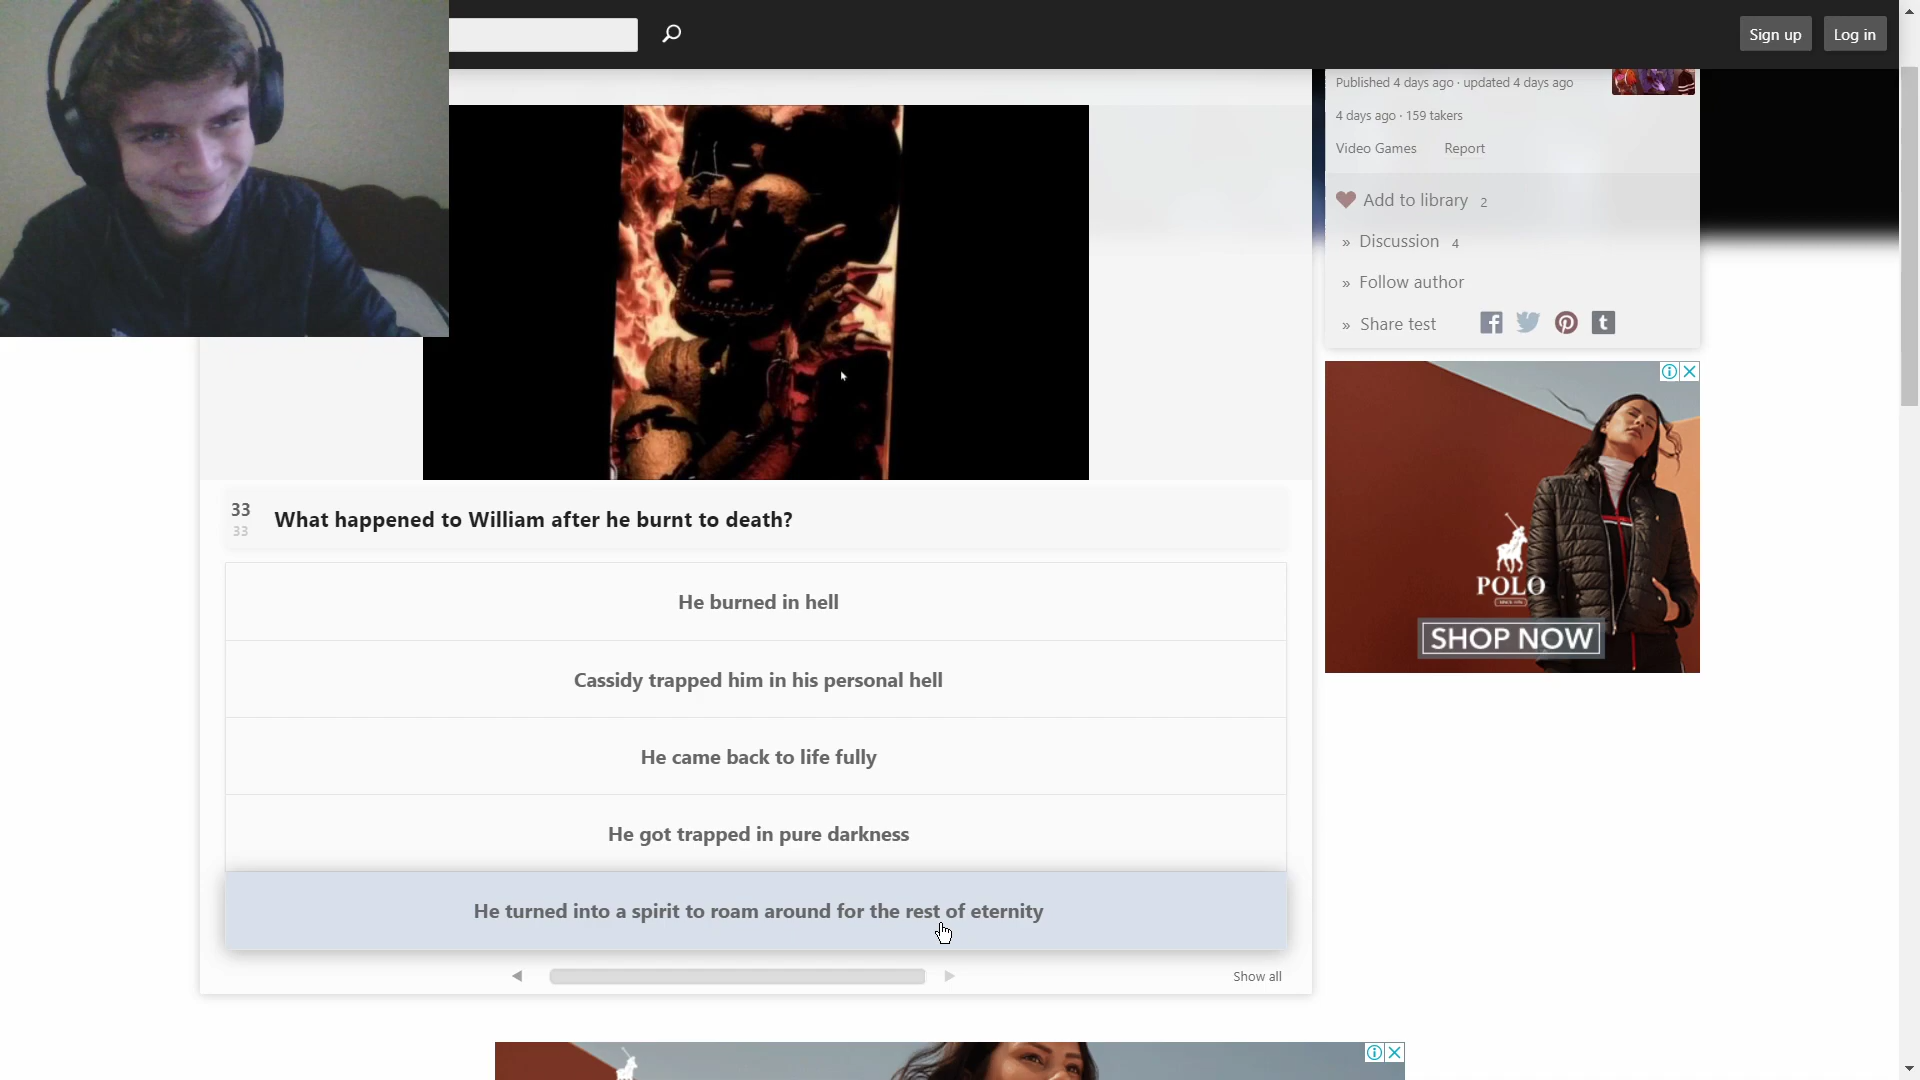 Sign up
Log in
Published 4 days ago · updated 4 days ago
4 days ago · 159 takers
Video Games Report
Add to library 2
» Discussion 4
» Follow author
» Share test
33
33
What happened to William after he burnt to death?
He burned in hell
Cassidy trapped him in his personal hell
He came back to life fully
He got trapped in pure darkness
He turned into a spirit to roam around for the rest of eternity
Show all
POLO
SHOP NOW